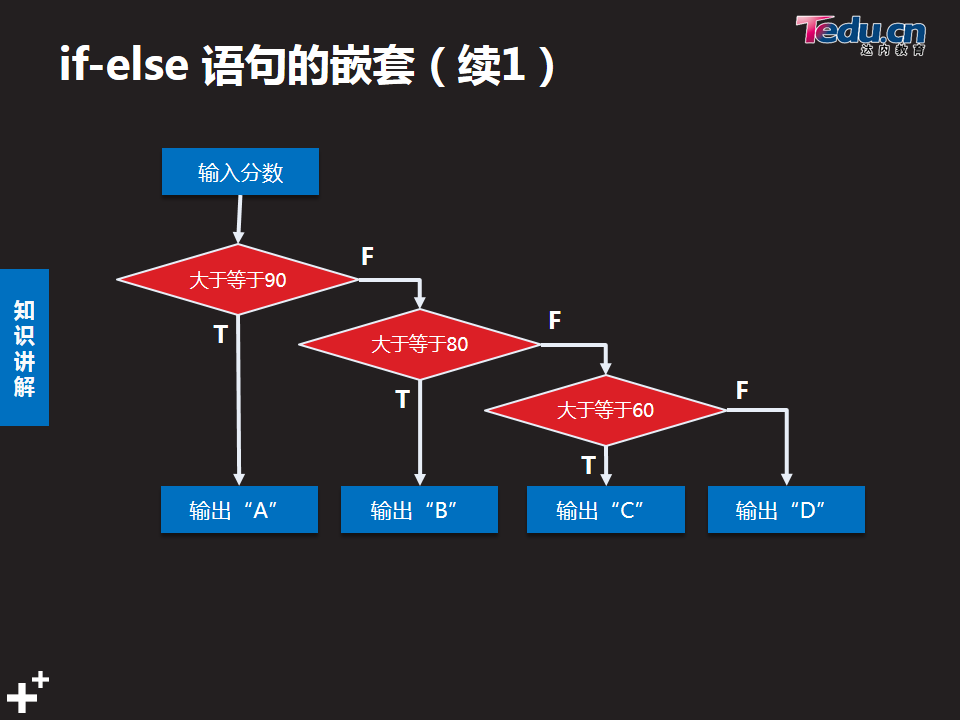 if-else 语句的嵌套（续1）
Tedu.cn
达内教育
输入分数
大于等于90
F
T
大于等于80
F
T
大于等于60
F
T
输出“A”
输出“B”
输出“C”
输出“D”
知识讲解